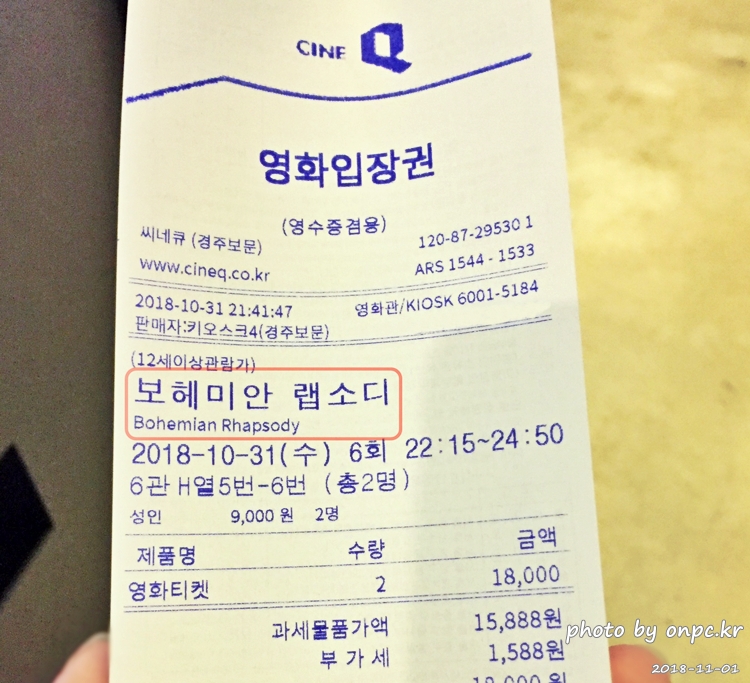 CINE Q
영화입장권
(영수증겸용)
씨네큐 (경주보문) 120-87-29530 1
www.cineq.co.kr ARS 1544 - 1533
2018-10-31 21:41:47 영화관/KIOSK 6001-5184
판매자:키오스크4(경주보문)
(12세이상관람가)
보헤미안 랩소디
Bohemian Rhapsody
2018-10-31(수) 6회 22:15~24:50
6관 H열5번-6번 (총2명)
성인 9,000 원 2명
제품명 수량 금액
영화티켓 2 18,000
과세물품가액 15,888원
부가세 1,588원
photo by onpc.kr
2018-11-01